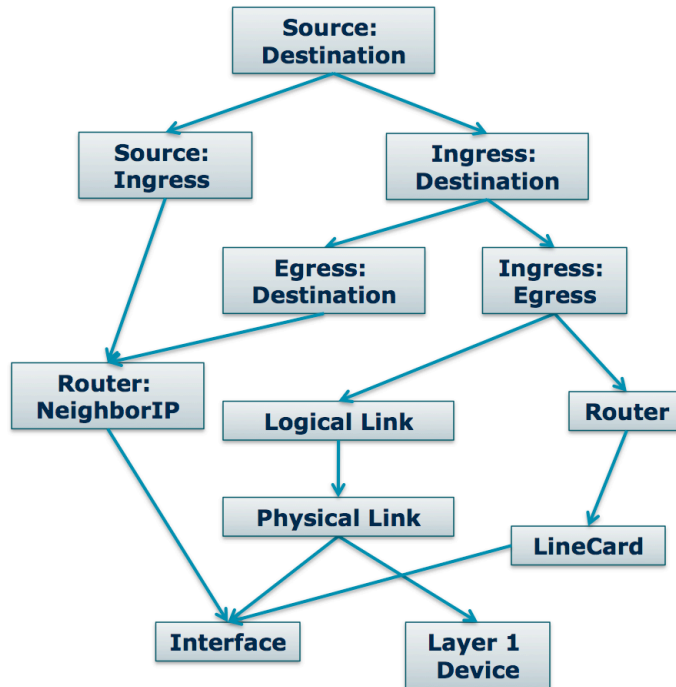 Source:
Destination
Source:
Ingress
Ingress:
Destination
Egress:
Destination
Ingress:
Egress
Router:
NeighborIP
Logical Link
Router
Physical Link
LineCard
Interface
Layer 1
Device